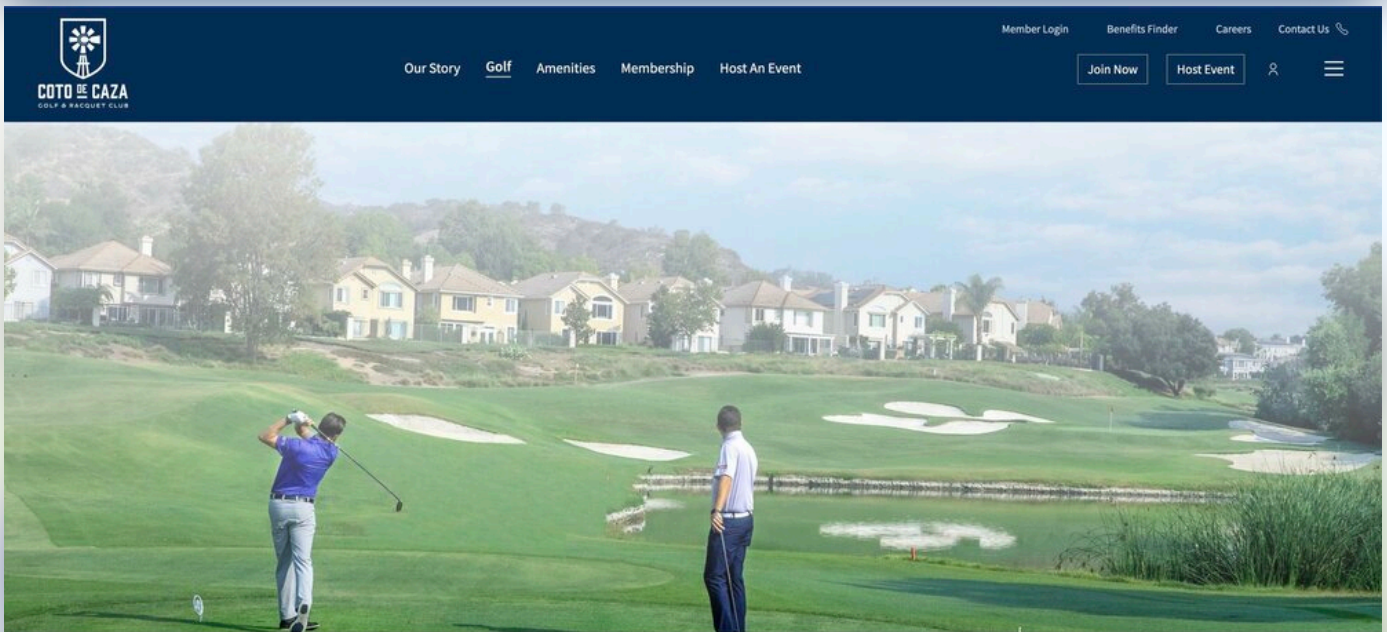 Member Login Benefits Finder Careers Contact Us
Our Story Golf Amenities Membership Host An Event Join Now Host Event
COTO DE CAZA
GOLF & RACQUET CLUB